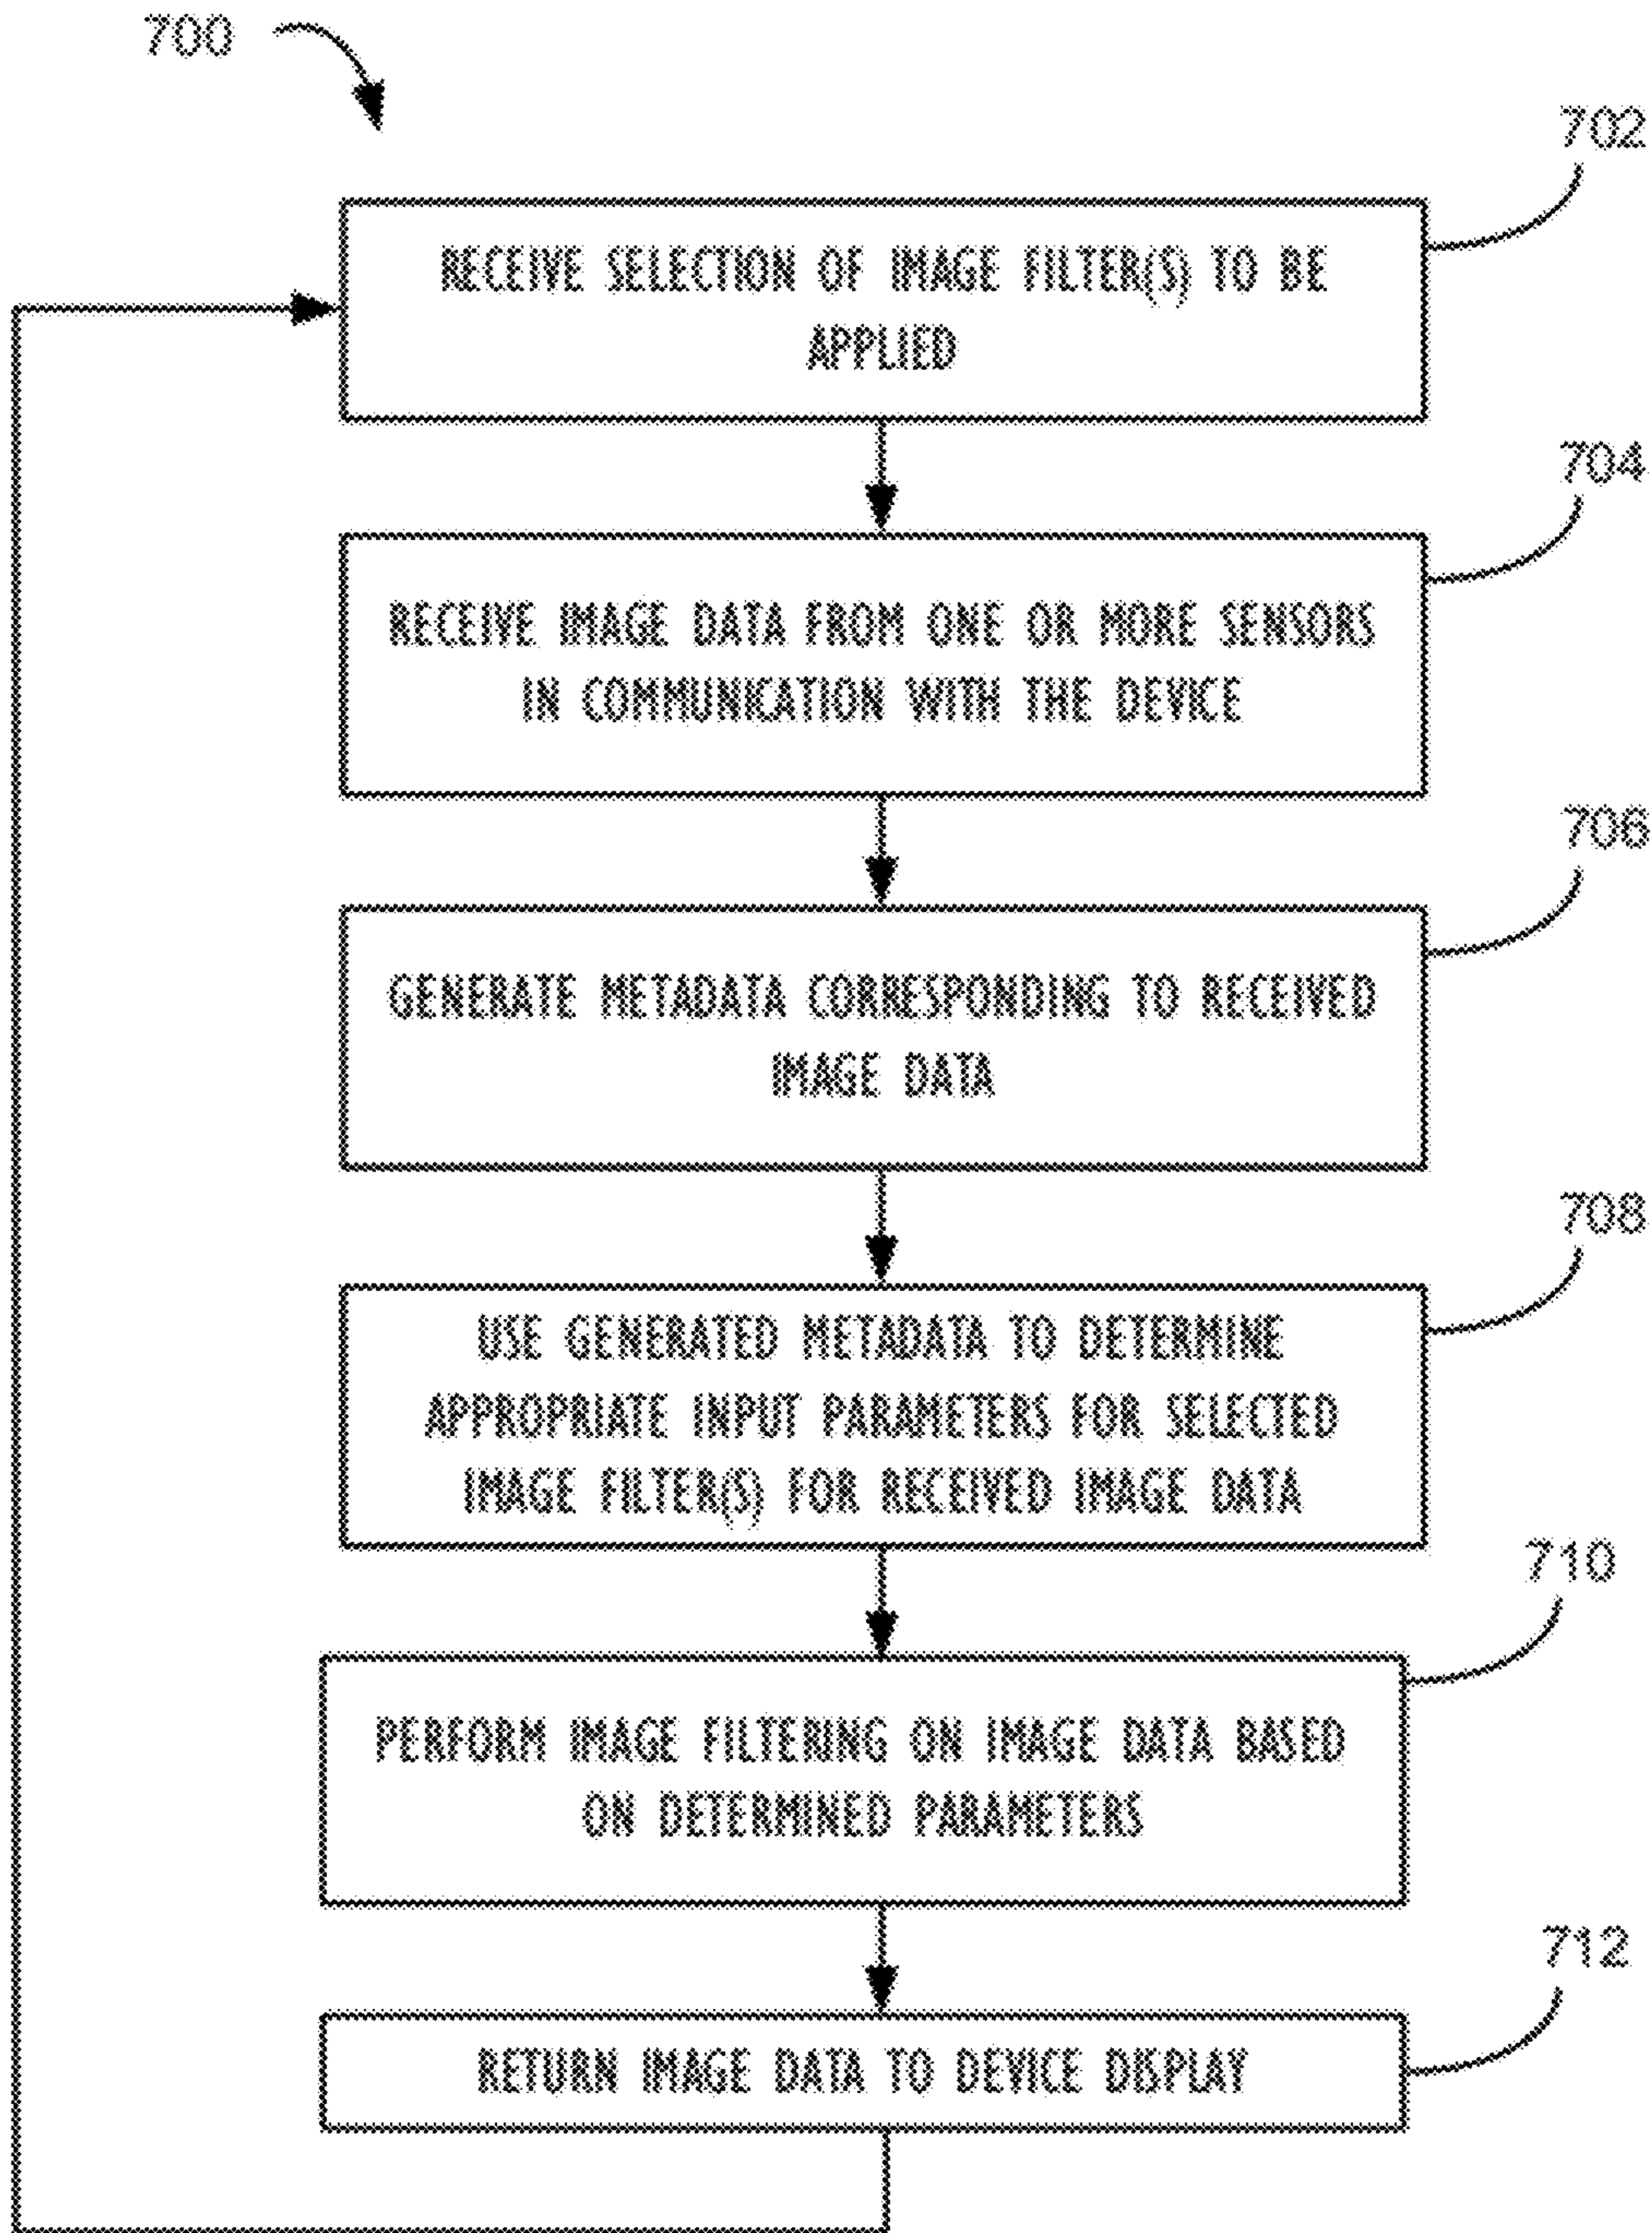 700
702
RECEIVE SELECTION OF IMAGE FILTER(S) TO BE
APPLIED
704
RECEIVE IMAGE DATA FROM ONE OR MORE SENSORS
IN COMMUNICATION WITH THE DEVICE
706
GENERATE METADATA CORRESPONDING TO RECEIVED
IMAGE DATA
708
USE GENERATED METADATA TO DETERMINE
APPROPRIATE INPUT PARAMETERS FOR SELECTED
IMAGE FILTER(S) FOR RECEIVED IMAGE DATA
710
PERFORM IMAGE FILTERING ON IMAGE DATA BASED
ON DETERMINED PARAMETERS
712
RETURN IMAGE DATA TO DEVICE DISPLAY